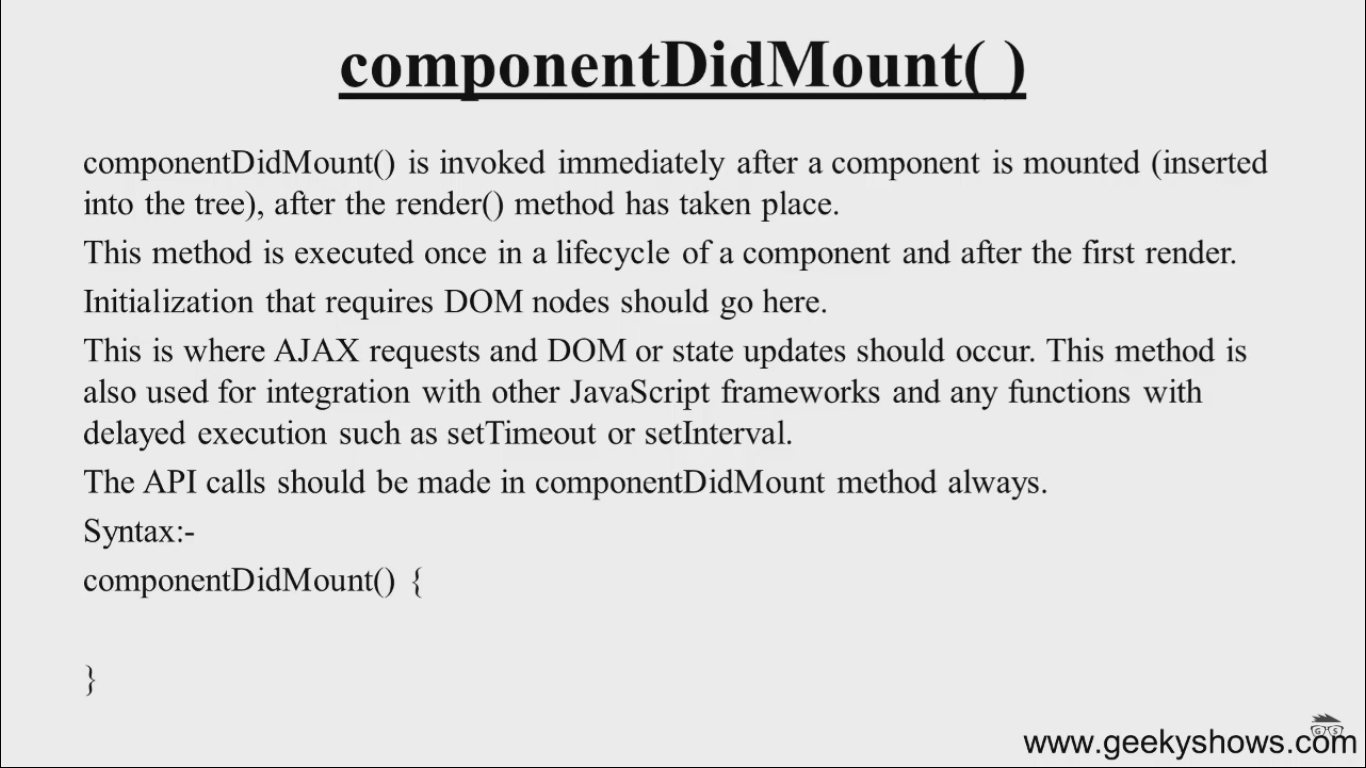 componentDidMount( )
componentDidMount() is invoked immediately after a component is mounted (inserted
into the tree), after the render() method has taken place.
This method is executed once in a lifecycle of a component and after the first render.
Initialization that requires DOM nodes should go here.
This is where AJAX requests and DOM or state updates should occur. This method is
also used for integration with other JavaScript frameworks and any functions with
delayed execution such as setTimeout or setInterval.
The API calls should be made in componentDidMount method always.
Syntax:-
componentDidMount() {
}
G S
www.geekyshows.com